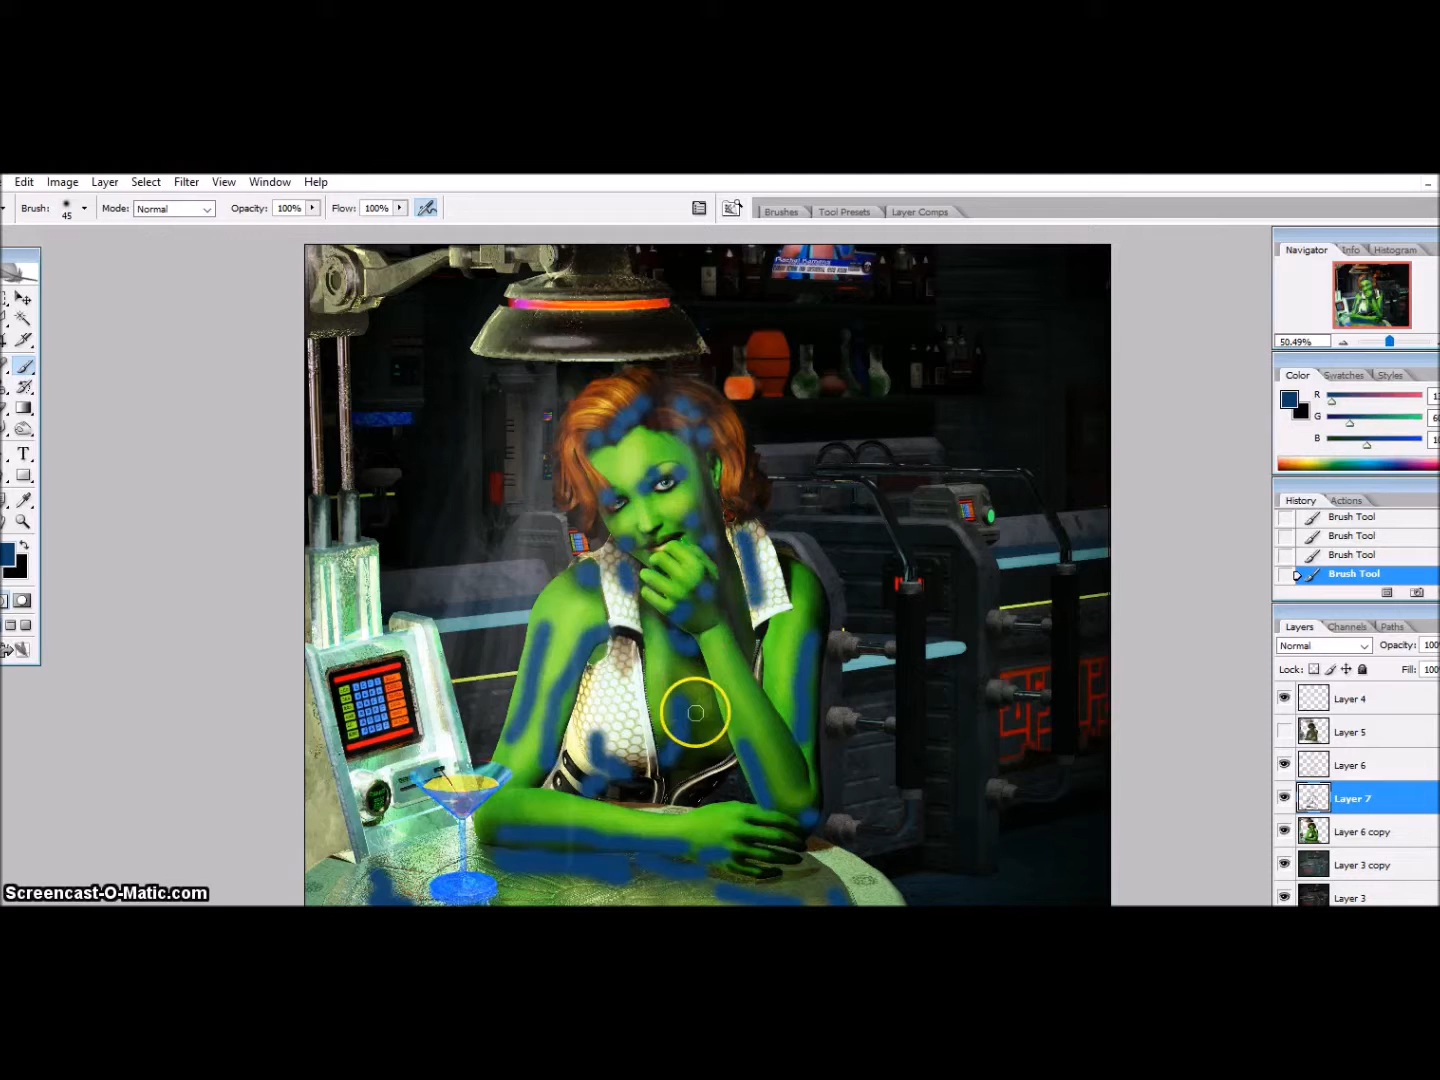 Edit Image Layer Select Filter View Window Help
Brush: 45 Mode: Normal Opacity: 100% Flow: 100% Brushes Tool Presets Layer Comps
Navigator Info Histogram
50.49%
Color Swatches Styles
R
G
B
History Actions
Brush Tool
Brush Tool
Brush Tool
Brush Tool
Layers Channels Paths
Normal Opacity: 100
Lock: Fill: 100
Layer 4
Layer 5
Layer 6
Layer 7
Layer 6 copy
Layer 3 copy
Layer 3
Screencast-O-Matic.com